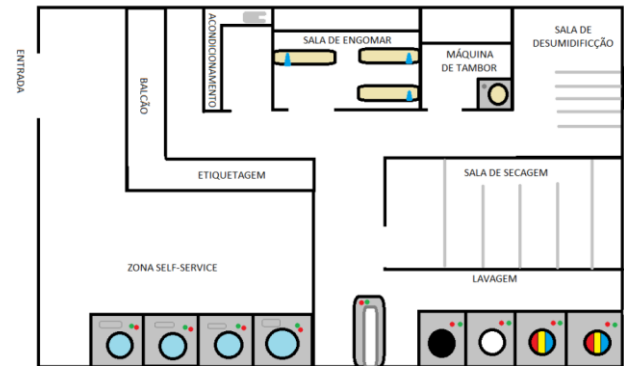 ENTRADA
BALCÃO
ACONDICIONAMENTO
SALA DE ENGOMAR
MÁQUINA
DE TAMBOR
SALA DE
DESUMIDIFICÇÃO
ETIQUETAGEM
SALA DE SECAGEM
ZONA SELF-SERVICE
LAVAGEM